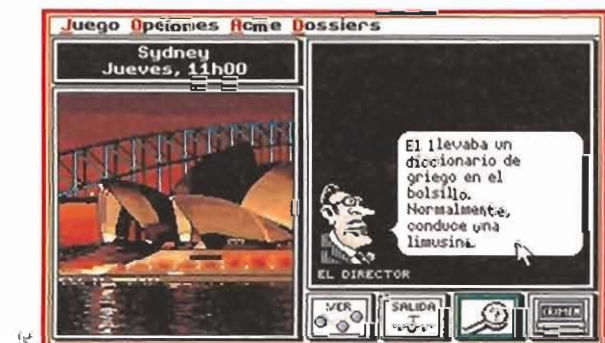 Juego Opciones Acme Dossiers
Sydney
Jueves, 11h00
El llevaba un
diccionario de
griego en el
bolsillo.
Normalmente,
conduce una
limusina.
EL DIRECTOR
VER
SALIDA
CRIMEN